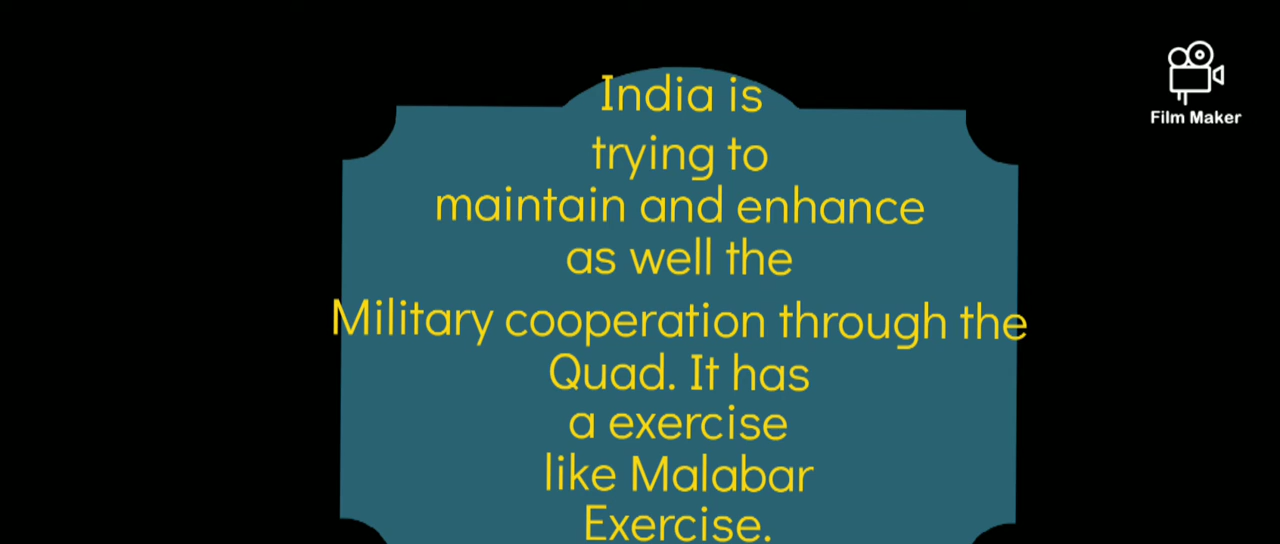 India is
trying to
maintain and enhance
as well the
Military cooperation through the
Quad. It has
a exercise
like Malabar
Exercise.
Film Maker